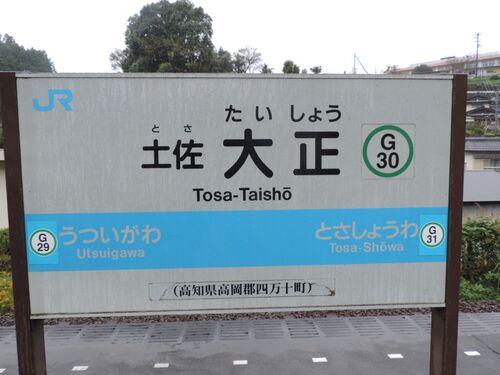 JR
たいしょう
とさ
土佐 大正
G
30
Tosa-Taishō
G
29
うついがわ
Utsuigawa
とさしょうわ
Tosa-Shōwa
G
31
(高知県高岡郡四万十町)